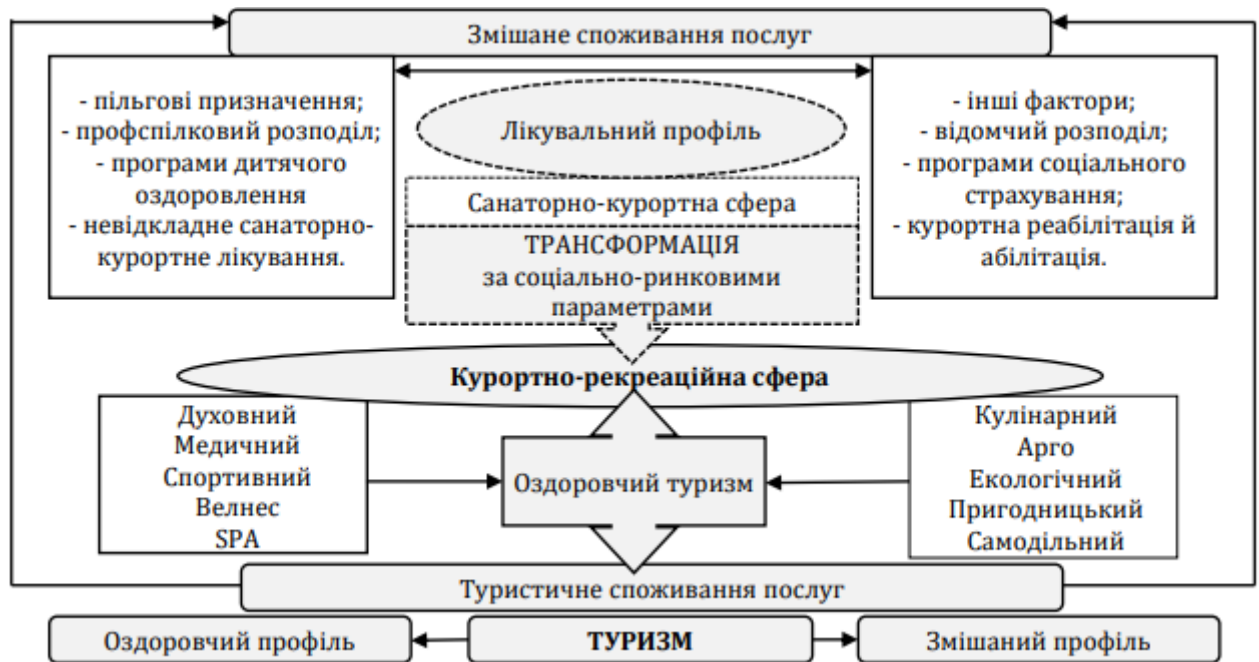 Змішане споживання послуг
- пільгові призначення;
- профспілковий розподіл;
- програми дитячого
оздоровлення
- невідкладне санаторно-
курортне лікування.
Лікувальний профіль
Санаторно-курортна сфера
ТРАНСФОРМАЦІЯ
за соціально-ринковими
параметрами
- інші фактори;
- відомчий розподіл;
- програми соціального
страхування;
- курортна реабілітація й
абілітація.
Курортно-рекреаційна сфера
Духовний
Медичний
Спортивний
Велнес
SPA
Оздоровчий туризм
Кулінарний
Арго
Екологічний
Пригодницький
Самодільний
Туристичне споживання послуг
Оздоровчий профіль
ТУРИЗМ
Змішаний профіль